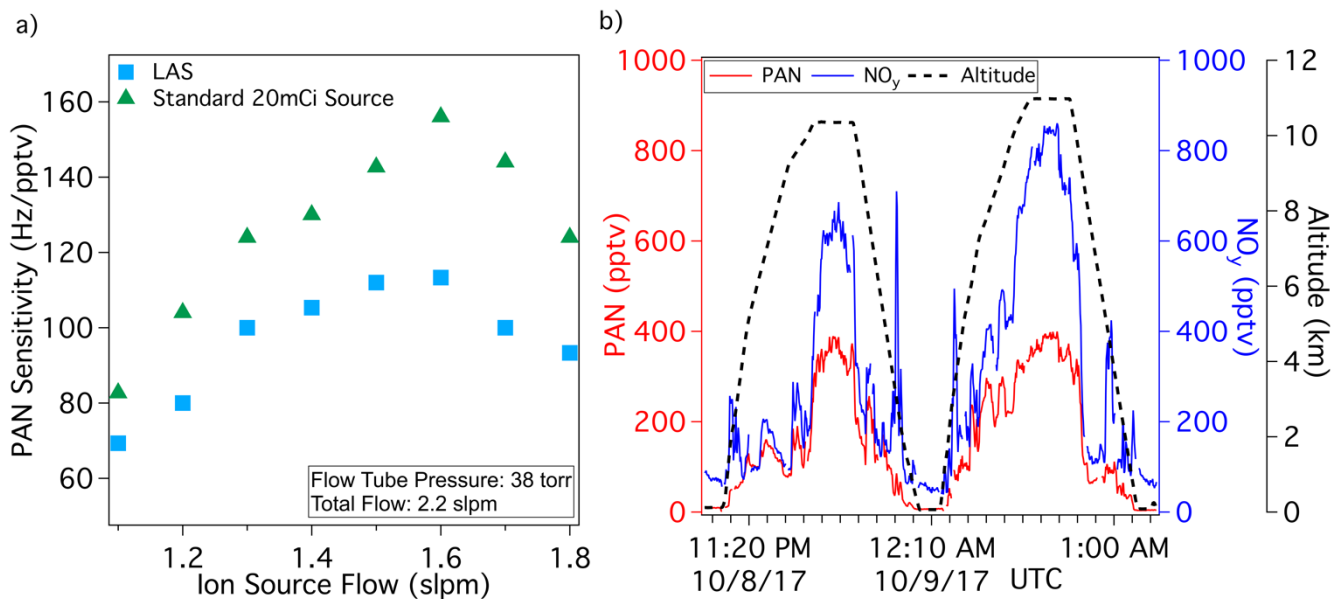 a)
LAS
Standard 20mCi Source
PAN Sensitivity (Hz/pptv)
160
140
120
100
80
60
Flow Tube Pressure: 38 torr
Total Flow: 2.2 slpm
1.2 1.4 1.6 1.8
Ion Source Flow (slpm)
b)
PAN NOy Altitude
PAN (pptv)
1000
800
600
400
200
0
1000
800
600
400
200
0
NOy (pptv)
12
10
8
6
4
2
0
Altitude (km)
11:20 PM 12:10 AM 1:00 AM
10/8/17 10/9/17 UTC